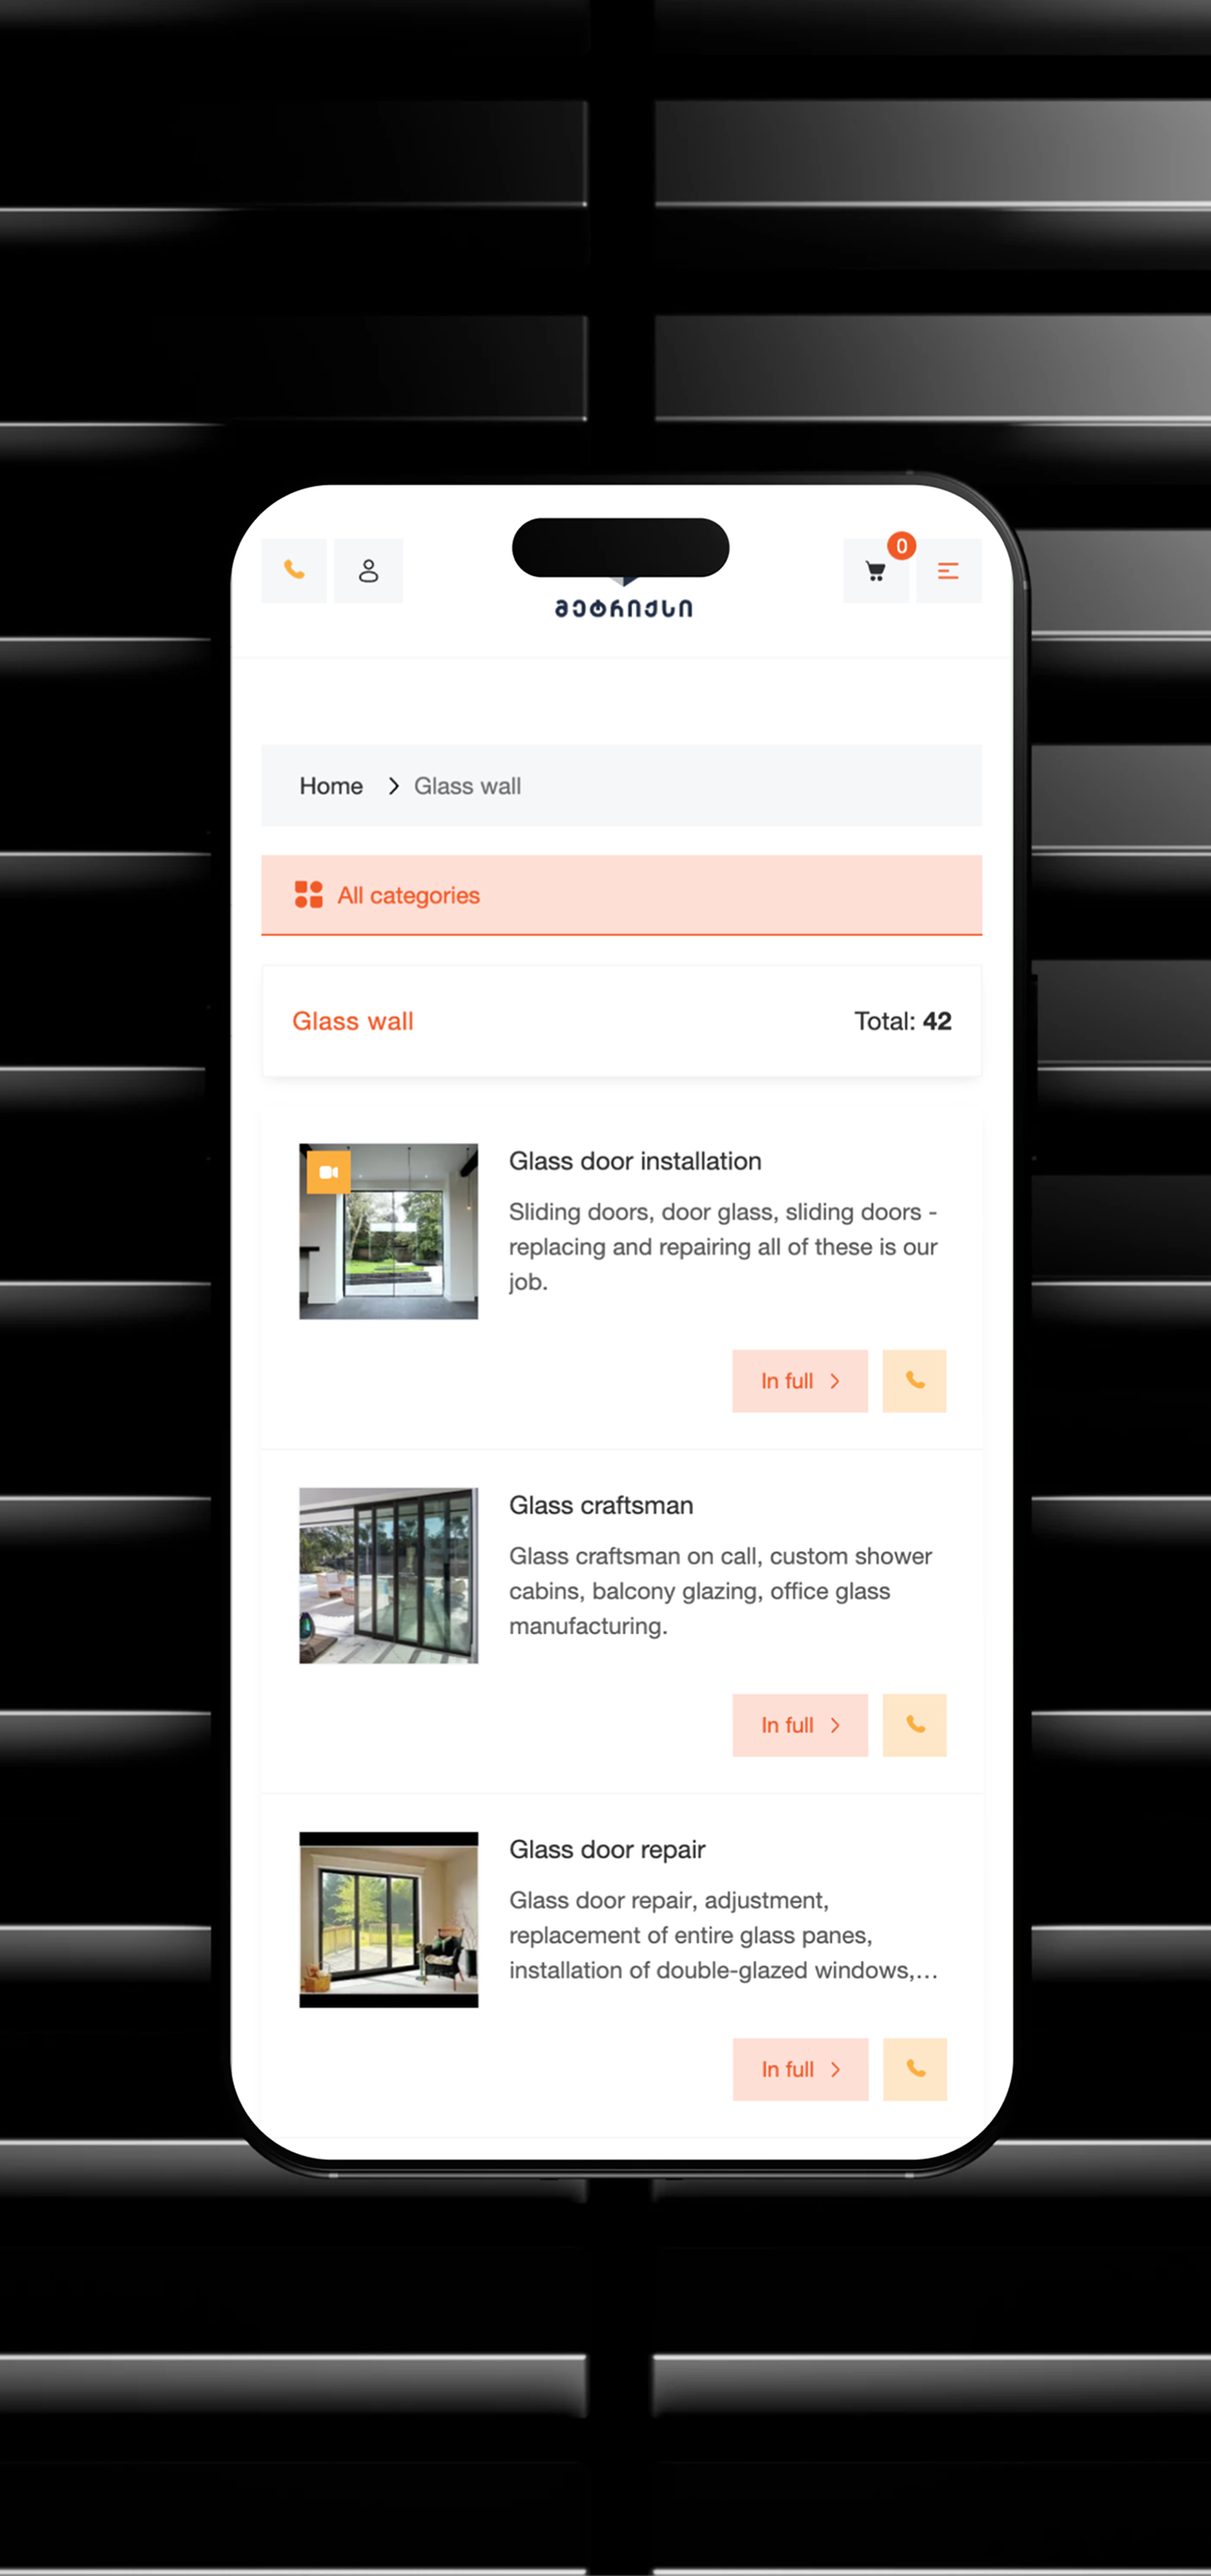 0
მეტრიქსი
Home > Glass wall
All categories
Glass wall Total: 42
Glass door installation
Sliding doors, door glass, sliding doors -
replacing and repairing all of these is our
job.
In full >
Glass craftsman
Glass craftsman on call, custom shower
cabins, balcony glazing, office glass
manufacturing.
In full >
Glass door repair
Glass door repair, adjustment,
replacement of entire glass panes,
installation of double-glazed windows,...
In full >